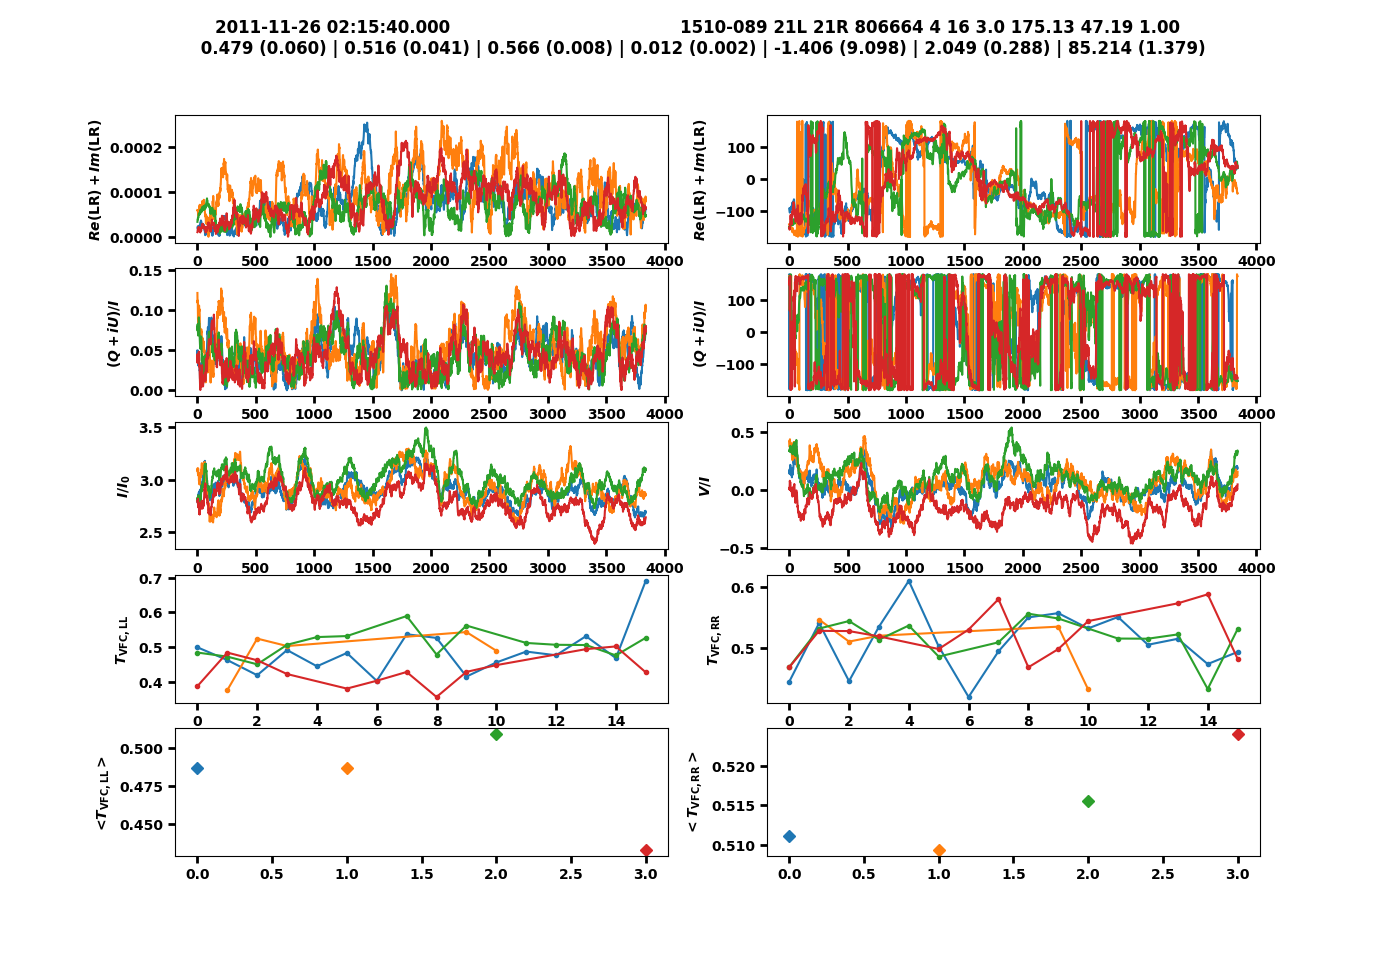 2011-11-26 02:15:40.000 1510-089 21L 21R 806664 4 16 3.0 175.13 47.19 1.00
0.479 (0.060) | 0.516 (0.041) | 0.566 (0.008) | 0.012 (0.002) | -1.406 (9.098) | 2.049 (0.288) | 85.214 (1.379)
Re(LR) + Im(LR)
0.0002
0.0001
0.0000
0 500 1000 1500 2000 2500 3000 3500 4000
Re(LR) + Im(LR)
100
0
−100
0 500 1000 1500 2000 2500 3000 3500 4000
(Q + iU)/I
0.15
0.10
0.05
0.00
0 500 1000 1500 2000 2500 3000 3500 4000
(Q + iU)/I
100
0
−100
0 500 1000 1500 2000 2500 3000 3500 4000
I/I0
3.5
3.0
2.5
0 500 1000 1500 2000 2500 3000 3500 4000
V/I
0.5
0.0
−0.5
0 500 1000 1500 2000 2500 3000 3500 4000
TVFC, LL
0.7
0.6
0.5
0.4
0 2 4 6 8 10 12 14
TVFC, RR
0.6
0.5
0 2 4 6 8 10 12 14
<TVFC, LL >
0.500
0.475
0.450
0.0 0.5 1.0 1.5 2.0 2.5 3.0
< TVFC, RR >
0.520
0.515
0.510
0.0 0.5 1.0 1.5 2.0 2.5 3.0